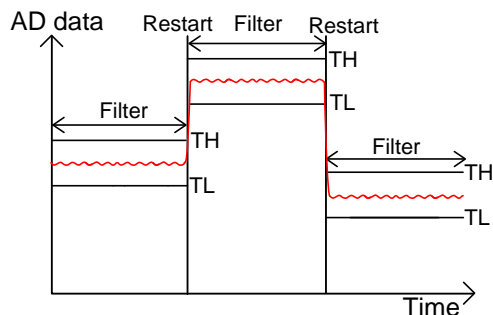 AD data
Restart
Filter
Restart
TH
TL
Filter
TH
TL
Filter
TH
TL
Time